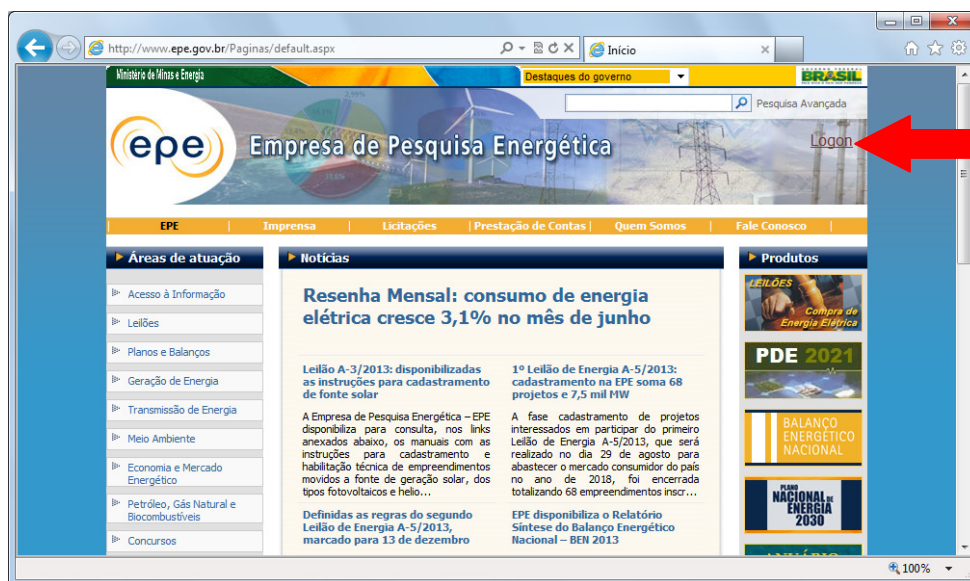 http://www.epe.gov.br/Paginas/default.aspx
Início
Ministério de Minas e Energia
Destaques do governo
BRASIL
Pesquisa Avançada
epe
Empresa de Pesquisa Energética
Logon
EPE | Imprensa | Licitações | Prestação de Contas | Quem Somos | Fale Conosco |
Áreas de atuação
Acesso à Informação
Leilões
Planos e Balanços
Geração de Energia
Transmissão de Energia
Meio Ambiente
Economia e Mercado
Energético
Petróleo, Gás Natural e
Biocombustíveis
Concursos
Notícias
Resenha Mensal: consumo de energia
elétrica cresce 3,1% no mês de junho
Leilão A-3/2013: disponibilizadas
as instruções para cadastramento
de fonte solar
A Empresa de Pesquisa Energética – EPE
disponibiliza para consulta, nos links
anexados abaixo, os manuais com as
instruções para cadastramento e
habilitação técnica de empreendimentos
movidos a fonte de geração solar, dos
tipos fotovoltaicos e helio...
1º Leilão de Energia A-5/2013:
cadastramento na EPE soma 68
projetos e 7,5 mil MW
A fase cadastramento de projetos
interessados em participar do primeiro
Leilão de Energia A-5/2013, que será
realizado no dia 29 de agosto para
abastecer o mercado consumidor do país
no ano de 2018, foi encerrada
totalizando 68 empreendimentos inscr...
Definidas as regras do segundo
Leilão de Energia A-5/2013,
marcado para 13 de dezembro
EPE disponibiliza o Relatório
Síntese do Balanço Energético
Nacional – BEN 2013
Produtos
LEILÕES
Compra de
Energia Elétrica
PDE 2021
BALANÇO
ENERGÉTICO
NACIONAL
PLANO
NACIONAL DE
ENERGIA
2030
100%